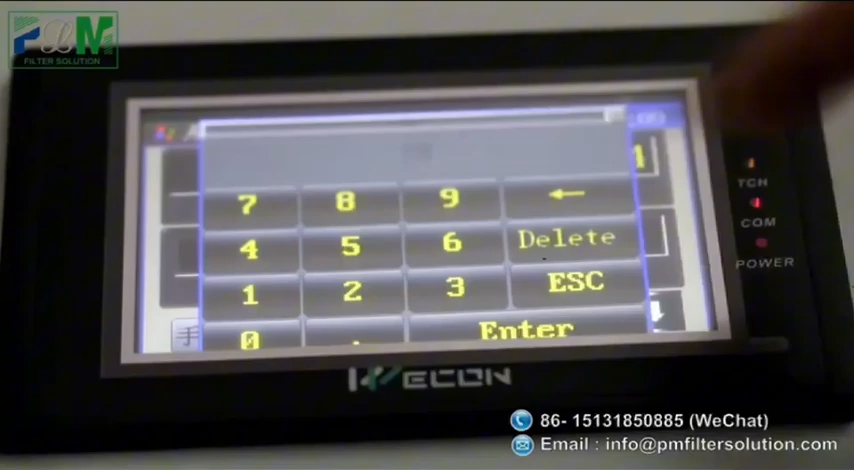 P&M
FILTER SOLUTION
7 8 9 ←
4 5 6 Delete
1 2 3 ESC
0 . Enter
手
TCH
COM
POWER
WECON
86- 15131850885 (WeChat)
Email : info@pmfiltersolution.com